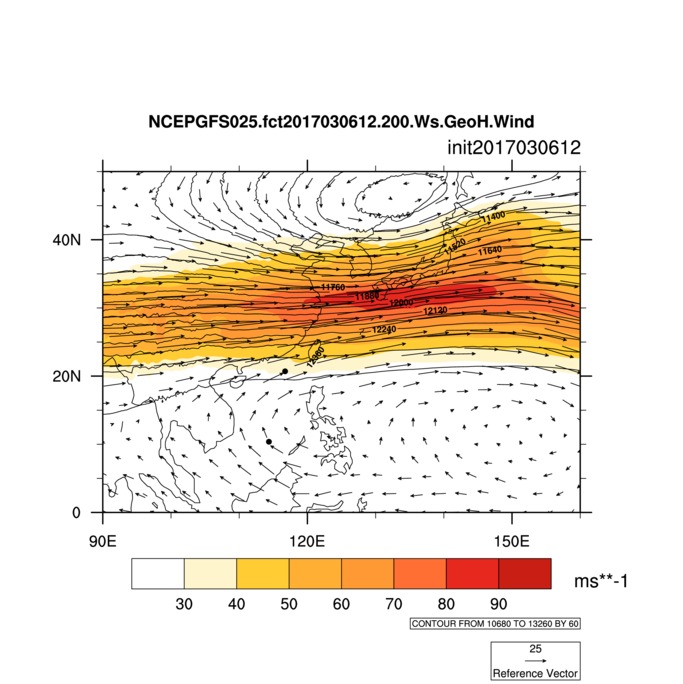 NCEPGFS025.fct2017030612.200.Ws.GeoH.Wind
init2017030612
11400
40N
11520
11640
11760
11880
12000
12120
12240
12360
20N
0
90E 120E 150E
30 40 50 60 70 80 90 ms**-1
CONTOUR FROM 10680 TO 13260 BY 60
25
Reference Vector